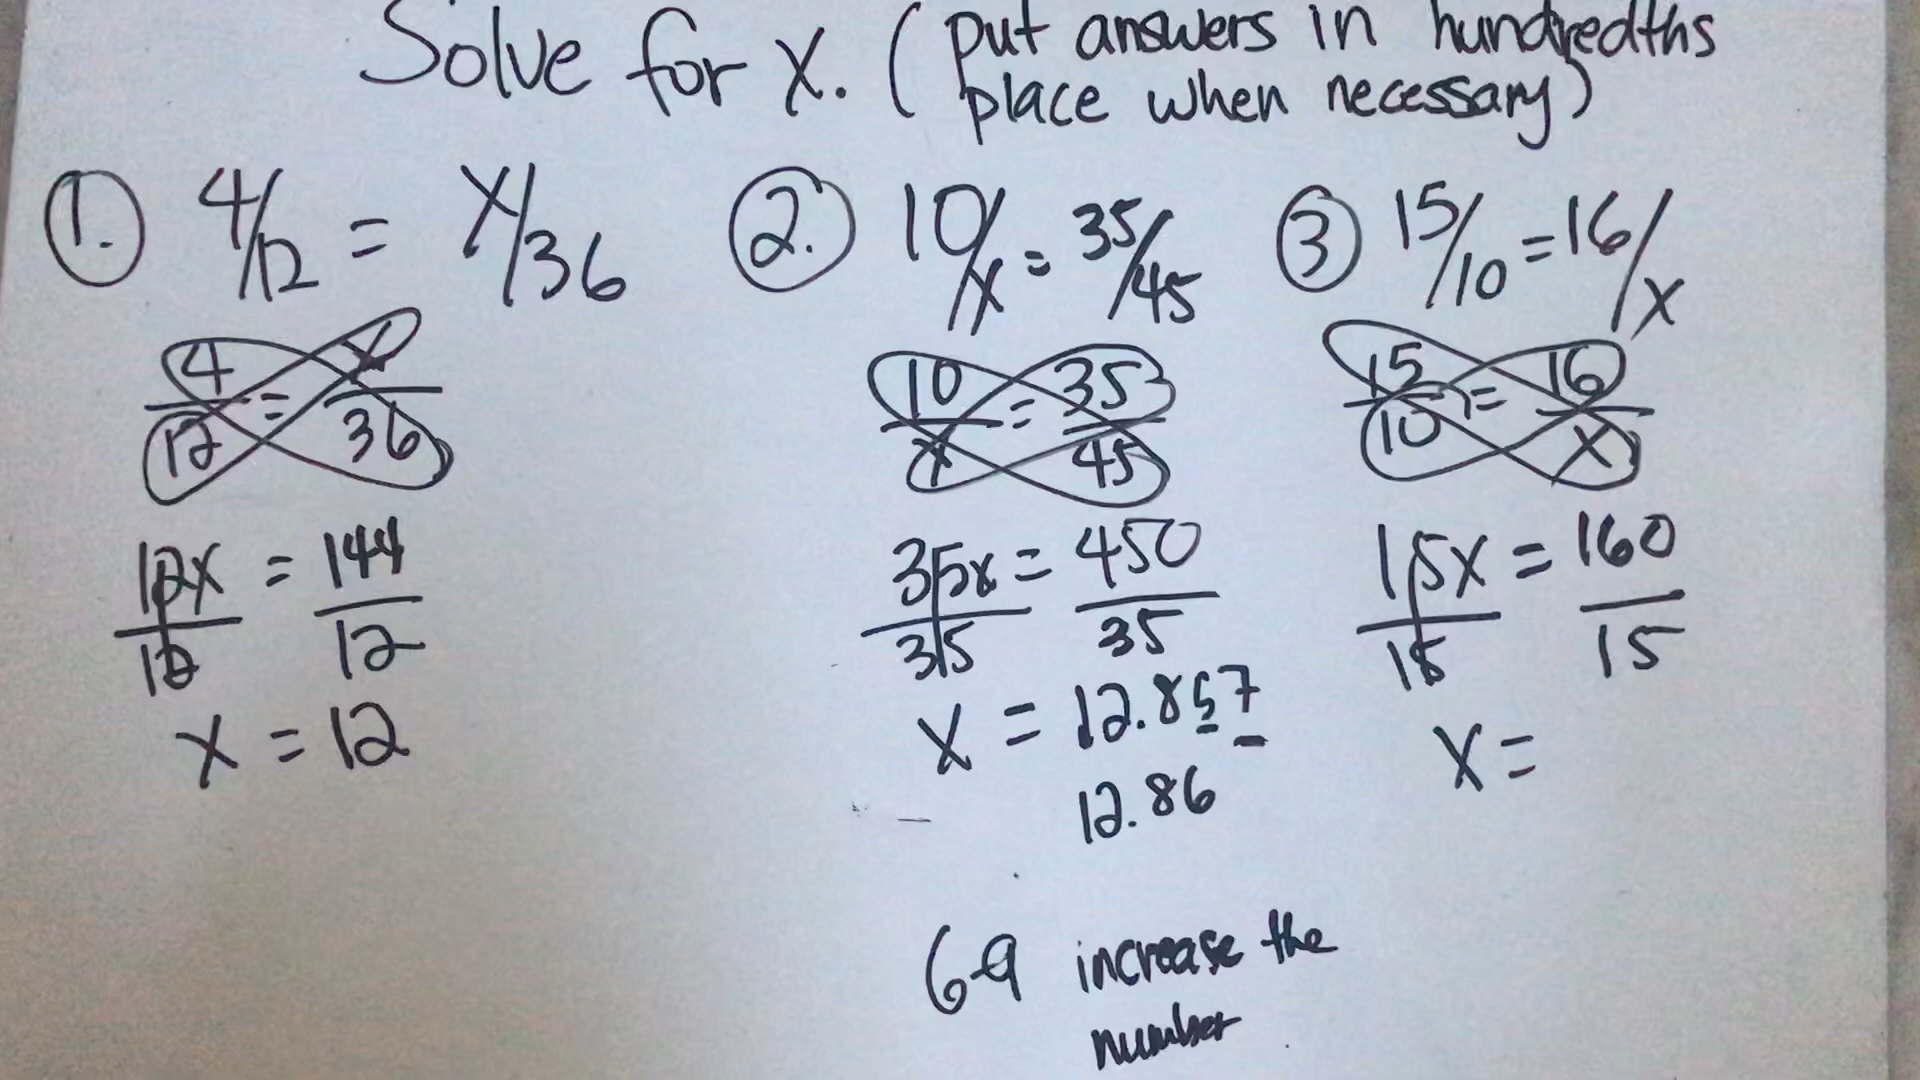 Solve for x. (put answers in hundredths
place when necessary)
1. 4/12 = x/36
4/12 = x/36
12x = 144
12 12
x = 12
2. 10/x = 35/45
10/x = 35/45
35x = 450
35 35
x = 12.857
12.86
6-9 increase the
number
3 15/10 = 16/x
15/10 = 16/x
15x = 160
15 15
x =